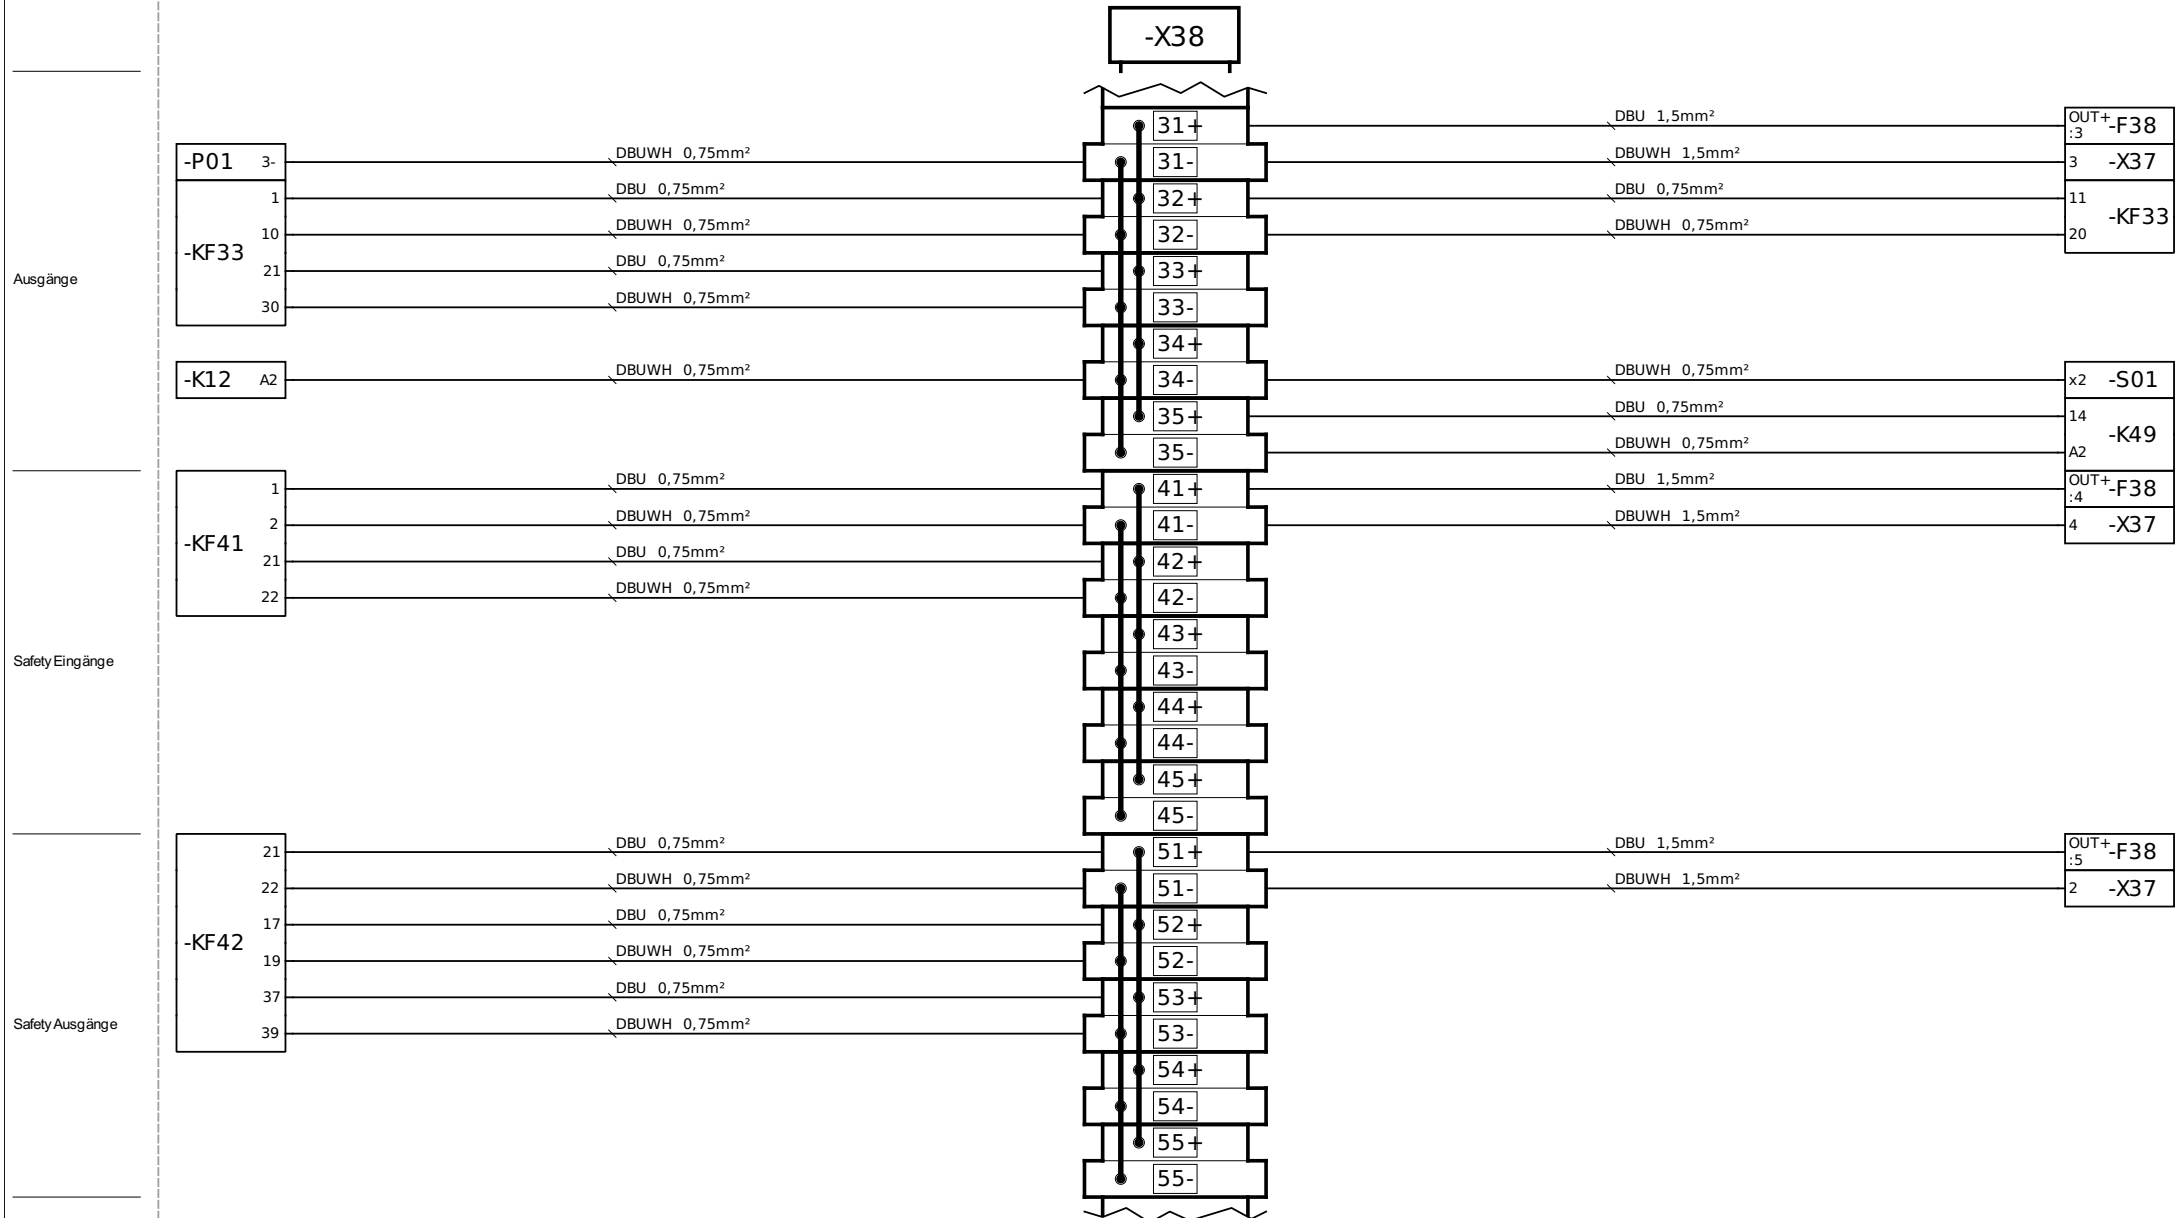 -X38
31+ DBU 1,5mm² OUT+ :3 -F38
-P01 3- DBUWH 0,75mm² 31- DBUWH 1,5mm² 3 -X37
1 DBU 0,75mm² 32+ DBU 0,75mm² 11
-KF33
10 DBUWH 0,75mm² 32- DBUWH 0,75mm² 20
-KF33
21 DBU 0,75mm² 33+
Ausgänge
30 DBUWH 0,75mm² 33-
34+
-K12 A2 DBUWH 0,75mm² 34- DBUWH 0,75mm² x2 -S01
35+ DBU 0,75mm² 14
-K49
35- DBUWH 0,75mm² A2
1 DBU 0,75mm² 41+ DBU 1,5mm² OUT+ :4 -F38
2 DBUWH 0,75mm² 41- DBUWH 1,5mm² 4 -X37
-KF41
21 DBU 0,75mm² 42+
22 DBUWH 0,75mm² 42-
43+
Safety Eingänge
43-
44+
44-
45+
45-
21 DBU 0,75mm² 51+ DBU 1,5mm² OUT+ :5 -F38
22 DBUWH 0,75mm² 51- DBUWH 1,5mm² 2 -X37
17 DBU 0,75mm² 52+
-KF42
19 DBUWH 0,75mm² 52-
37 DBU 0,75mm² 53+
Safety Ausgänge
39 DBUWH 0,75mm² 53-
54+
54-
55+
55-